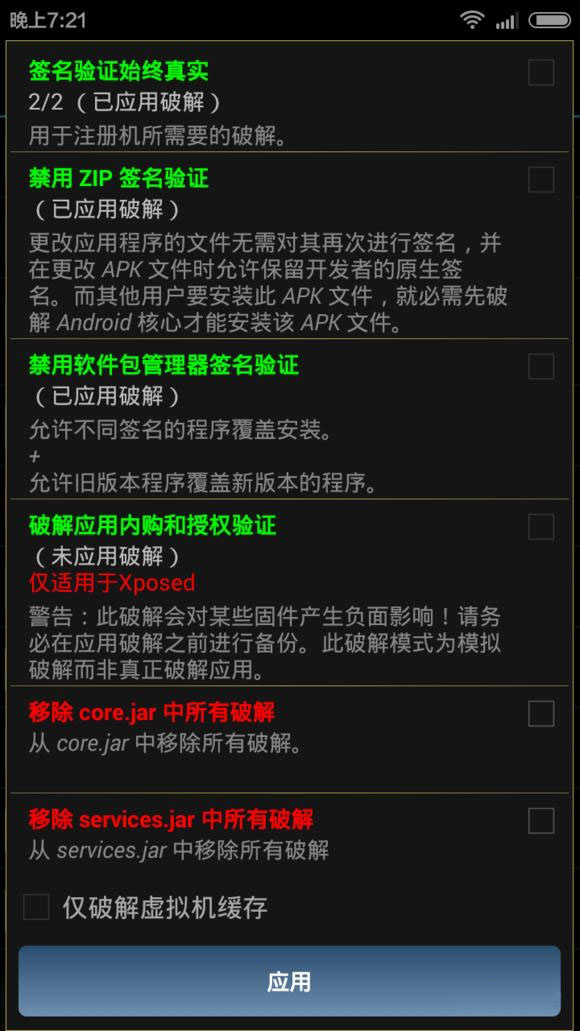 晚上7:21
签名验证始终真实
2/2 （已应用破解）
用于注册机所需要的破解。
禁用 ZIP 签名验证
（已应用破解）
更改应用程序的文件无需对其再次进行签名，并
在更改 APK 文件时允许保留开发者的原生签
名。而其他用户要安装此 APK 文件，就必需先破
解 Android 核心才能安装该 APK 文件。
禁用软件包管理器签名验证
（已应用破解）
允许不同签名的程序覆盖安装。
+
允许旧版本程序覆盖新版本的程序。
破解应用内购和授权验证
（未应用破解）
仅适用于Xposed
警告：此破解会对某些固件产生负面影响！请务
必在应用破解之前进行备份。此破解模式为模拟
破解而非真正破解应用。
移除 core.jar 中所有破解
从 core.jar 中移除所有破解。
移除 services.jar 中所有破解
从 services.jar 中移除所有破解
仅破解虚拟机缓存
应用